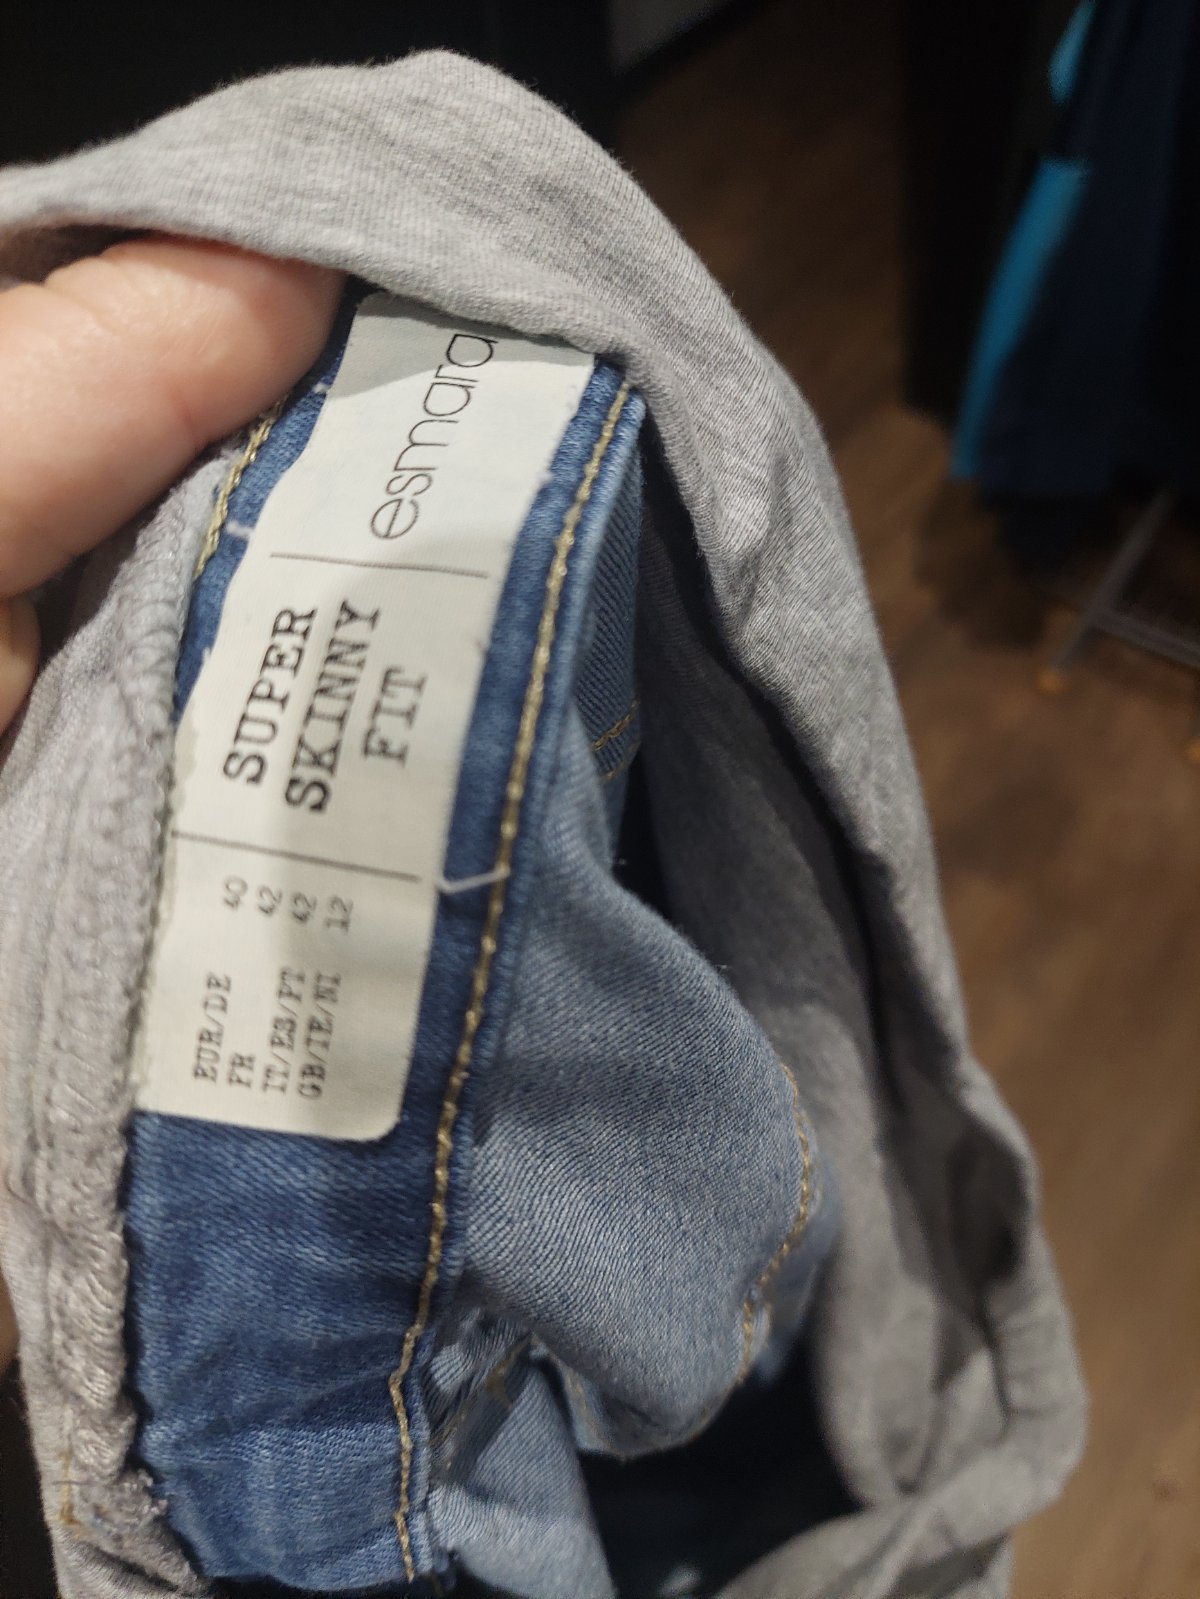 esmara
SUPER
SKINNY
FIT
EUR/DE 40
FR 42
IT/ES/PT 42
GB/IE/NI 12